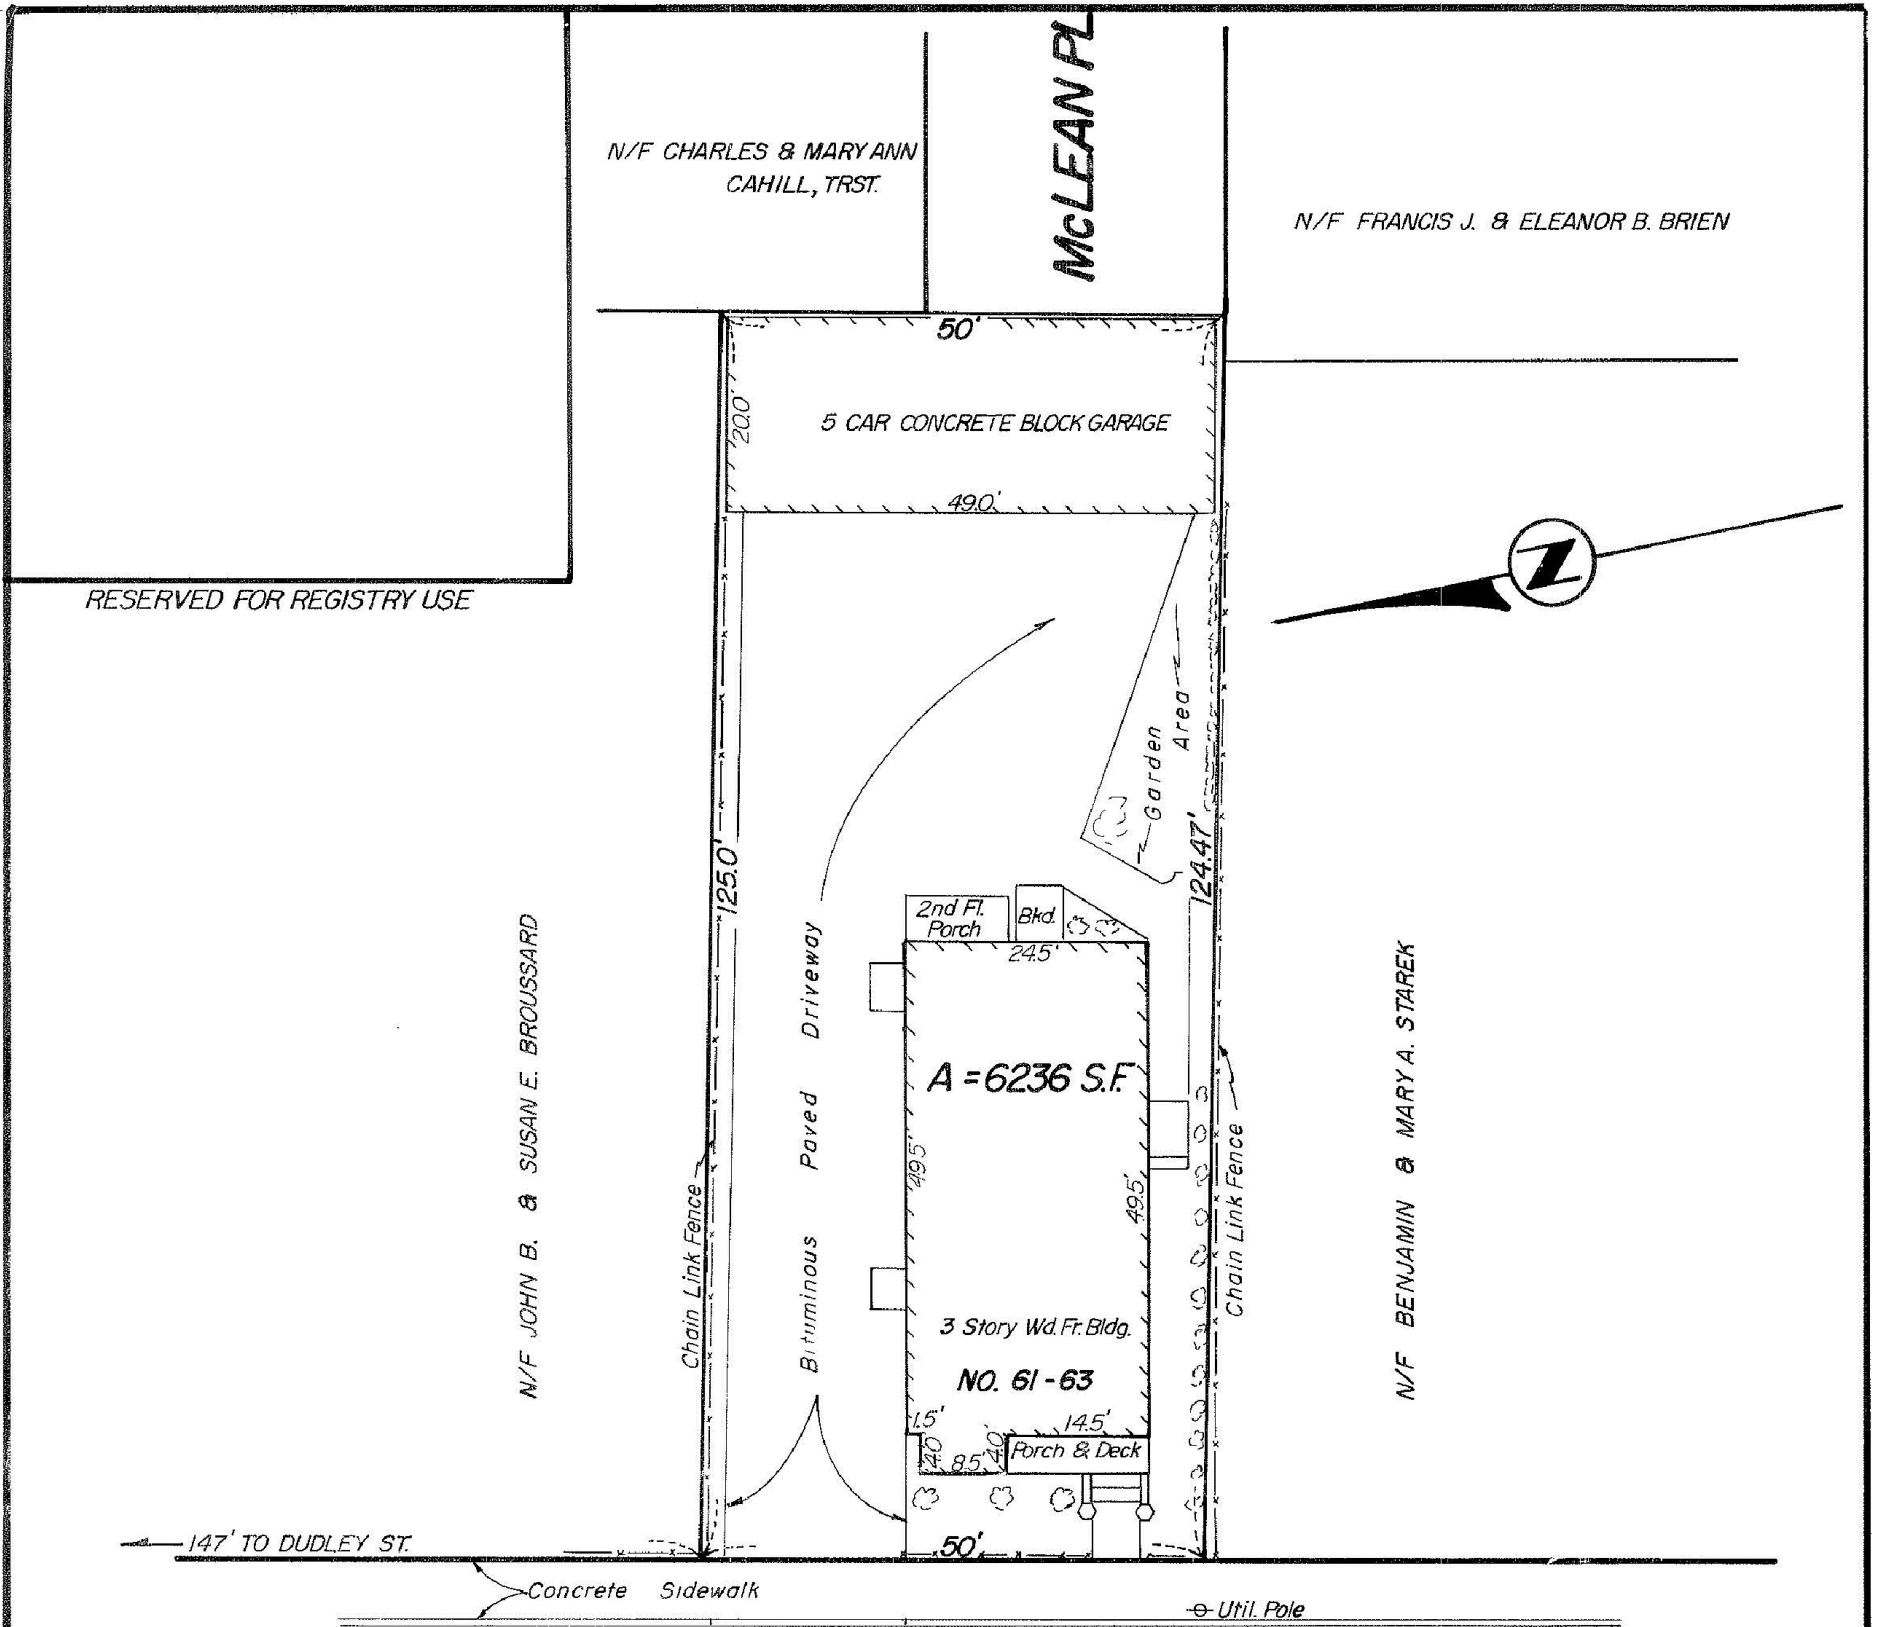 McLEAN PL
N/F CHARLES & MARY ANN
CAHILL, TRST.
N/F FRANCIS J. & ELEANOR B. BRIEN
50'
20.0'
5 CAR CONCRETE BLOCK GARAGE
49.0'
N
RESERVED FOR REGISTRY USE
Garden
Area
125.0'
124.47'
2nd Fl.
Porch
Bkd.
24.5'
N/F JOHN B. & SUSAN E. BROUSSARD
Chain Link Fence
Bituminous Paved Driveway
A = 6236 S.F.
49.5'
49.5'
Chain Link Fence
N/F BENJAMIN & MARY A. STAREK
3 Story Wd. Fr. Bldg.
NO. 61-63
1.5'
4.0'
8.5'
4.0'
14.5'
Porch & Deck
147' TO DUDLEY ST.
50'
Concrete Sidewalk
Util. Pole